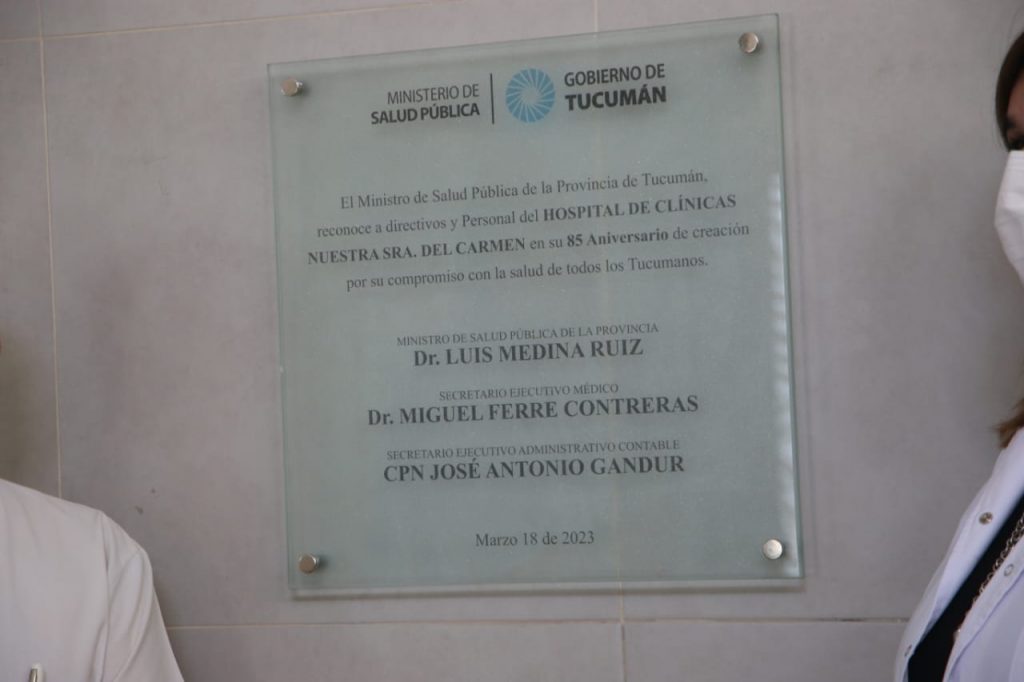 MINISTERIO DE
SALUD PÚBLICA
GOBIERNO DE
TUCUMÁN
El Ministro de Salud Pública de la Provincia de Tucumán,
reconoce a directivos y Personal del HOSPITAL DE CLÍNICAS
NUESTRA SRA. DEL CARMEN en su 85 Aniversario de creación
por su compromiso con la salud de todos los Tucumanos.
MINISTRO DE SALUD PÚBLICA DE LA PROVINCIA
Dr. LUIS MEDINA RUIZ
SECRETARIO EJECUTIVO MÉDICO
Dr. MIGUEL FERRE CONTRERAS
SECRETARIO EJECUTIVO ADMINISTRATIVO CONTABLE
CPN JOSÉ ANTONIO GANDUR
Marzo 18 de 2023